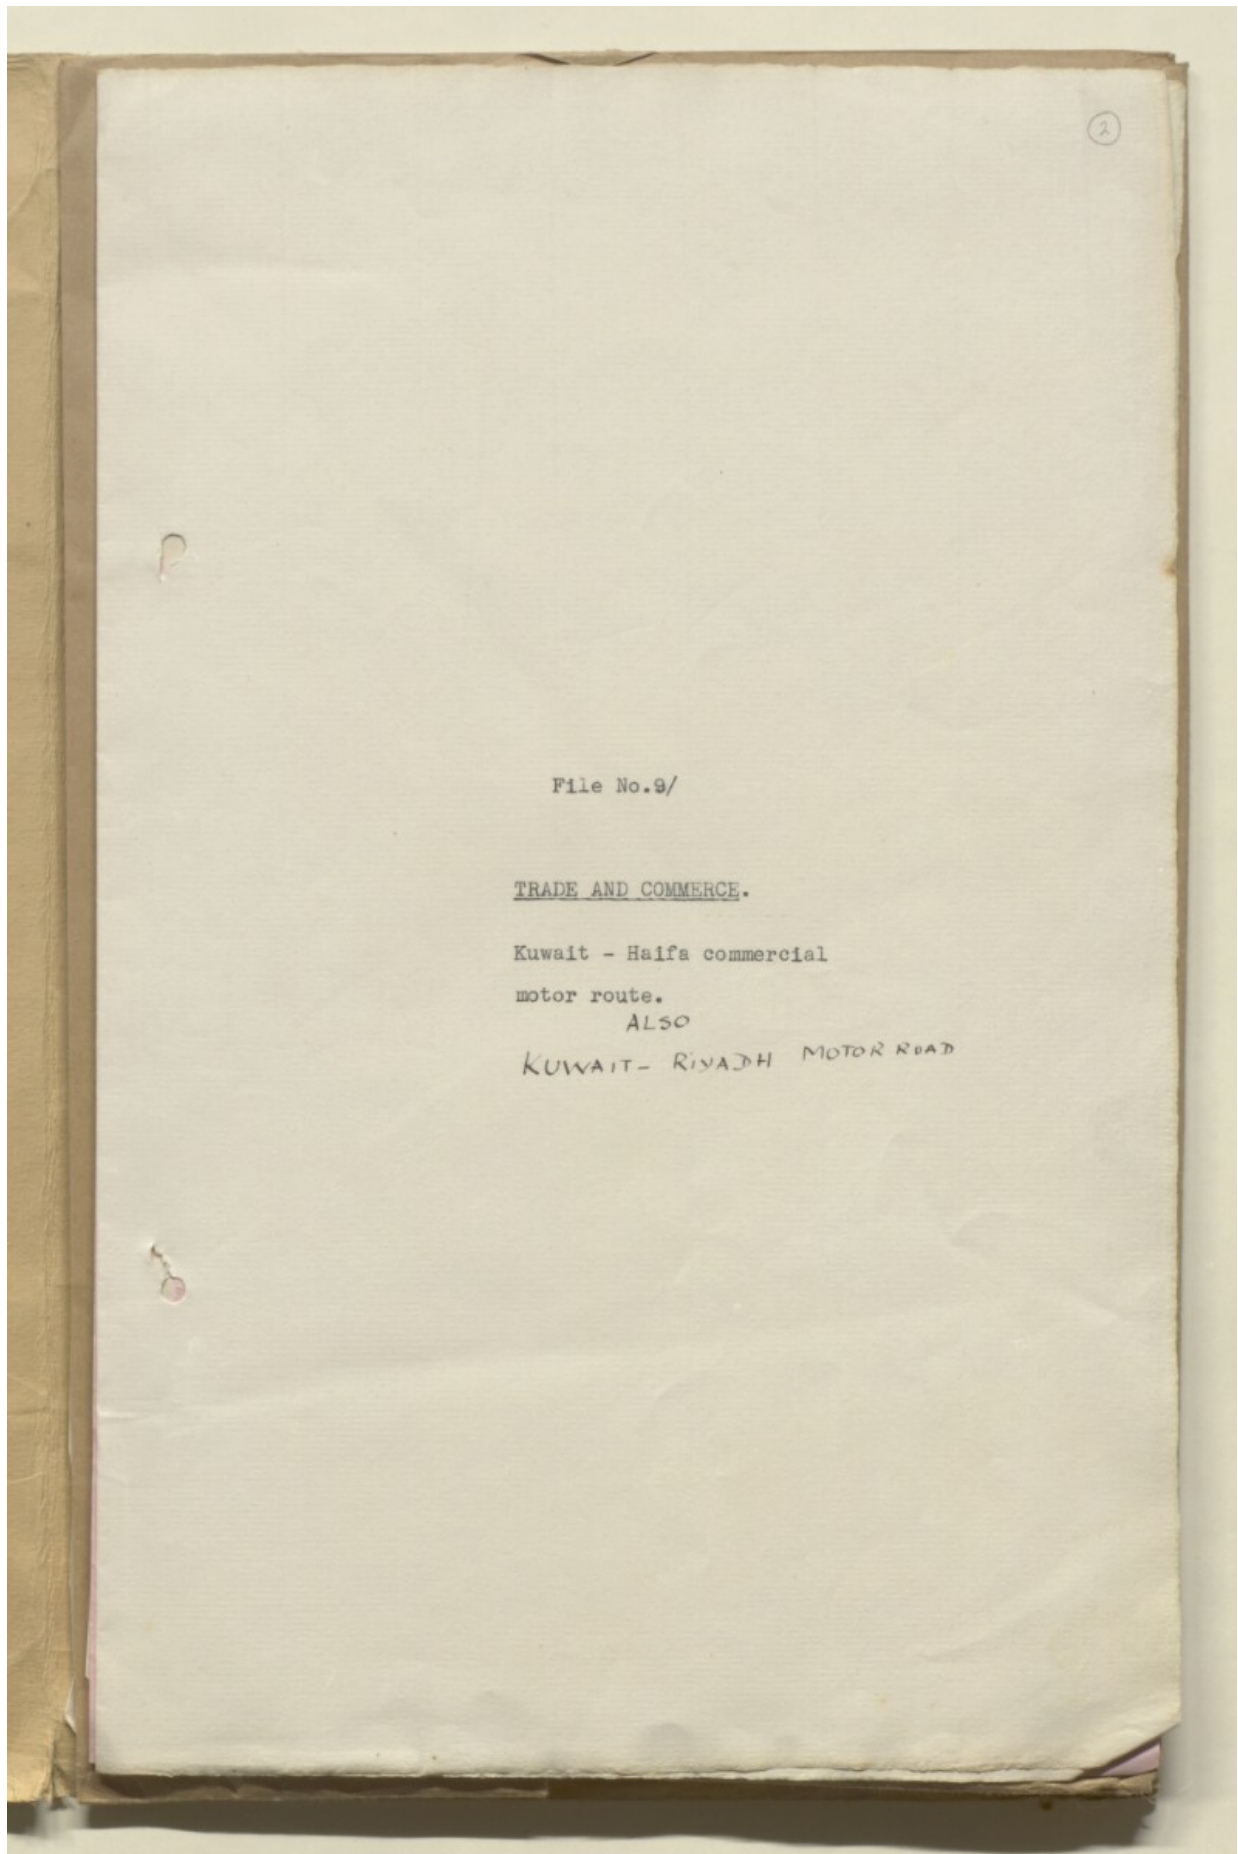 2
File No.9/
TRADE AND COMMERCE.
Kuwait - Haifa commercial
motor route.
ALSO
KUWAIT- RIYADH MOTOR ROAD